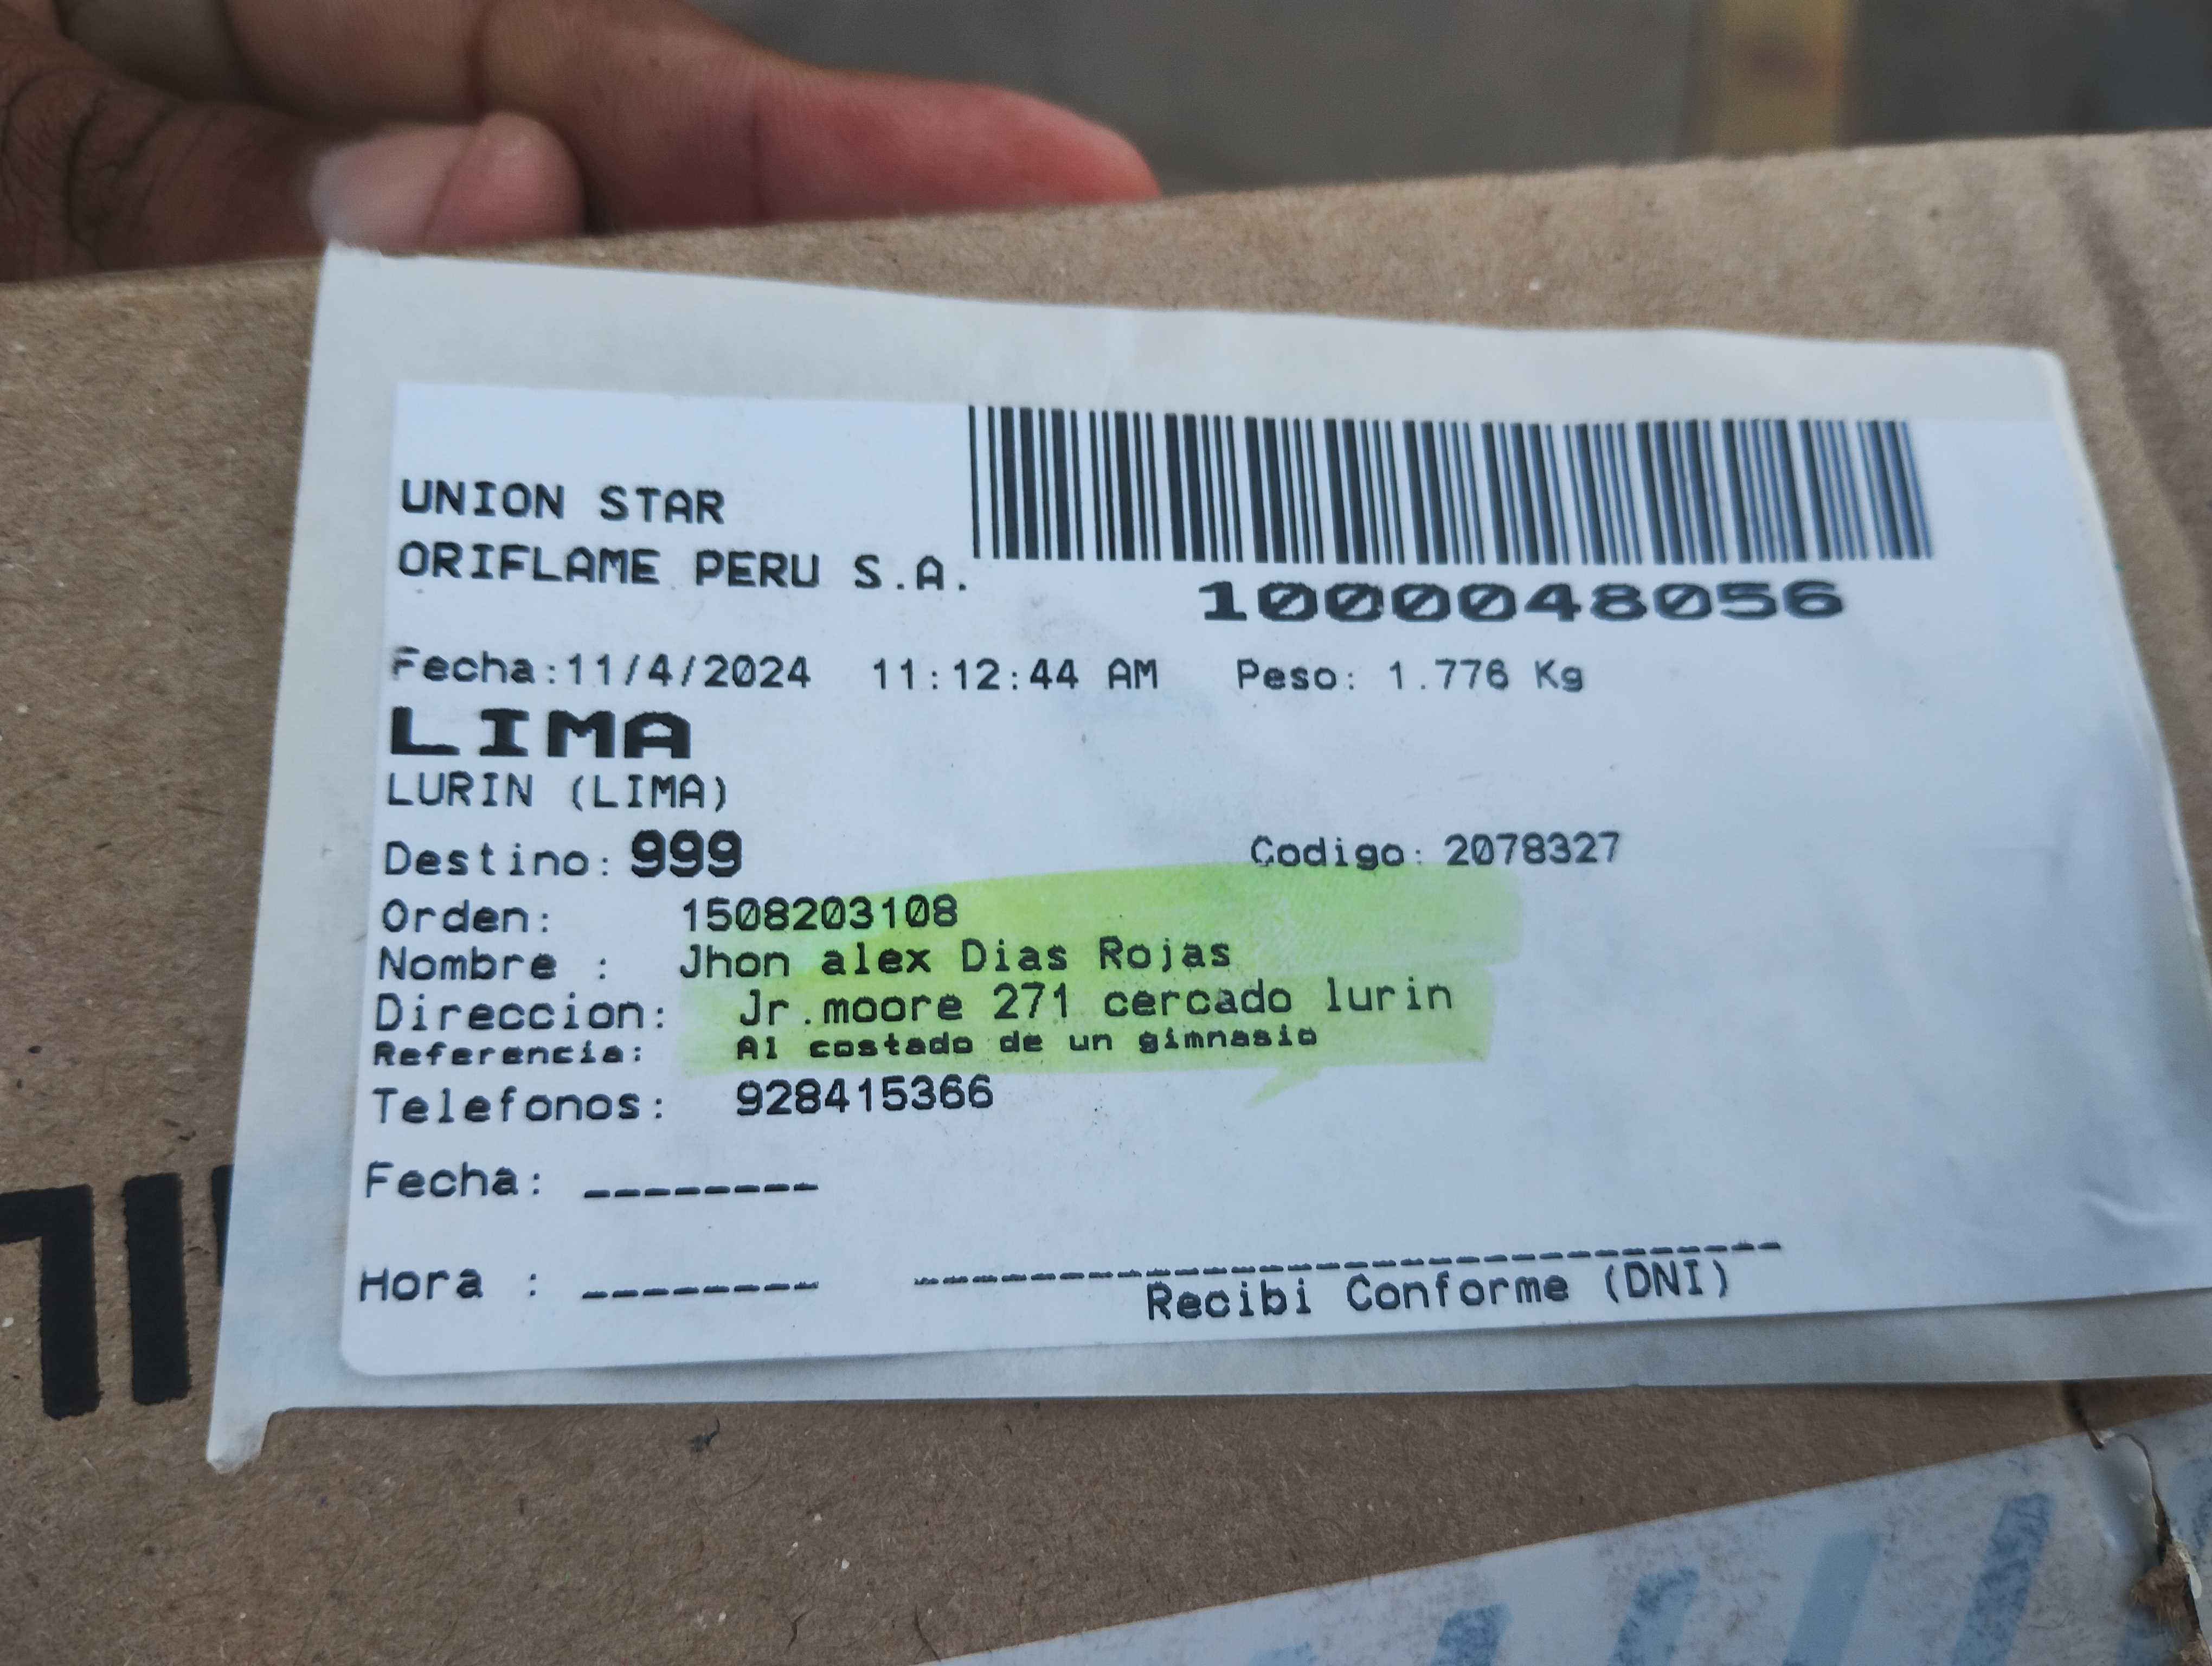 UNION STAR
ORIFLAME PERU S.A.
1000048056
Fecha:11/4/2024 11:12:44 AM Peso: 1.776 Kg
LIMA
LURIN (LIMA)
Destino: 999 Codigo: 2078327
Orden: 1508203108
Nombre : Jhon alex Dias Rojas
Direccion: Jr.moore 271 cercado lurin
Referencia: Al costado de un gimnasio
Telefonos: 928415366
Fecha: ________
Hora : ________
Recibi Conforme (DNI)